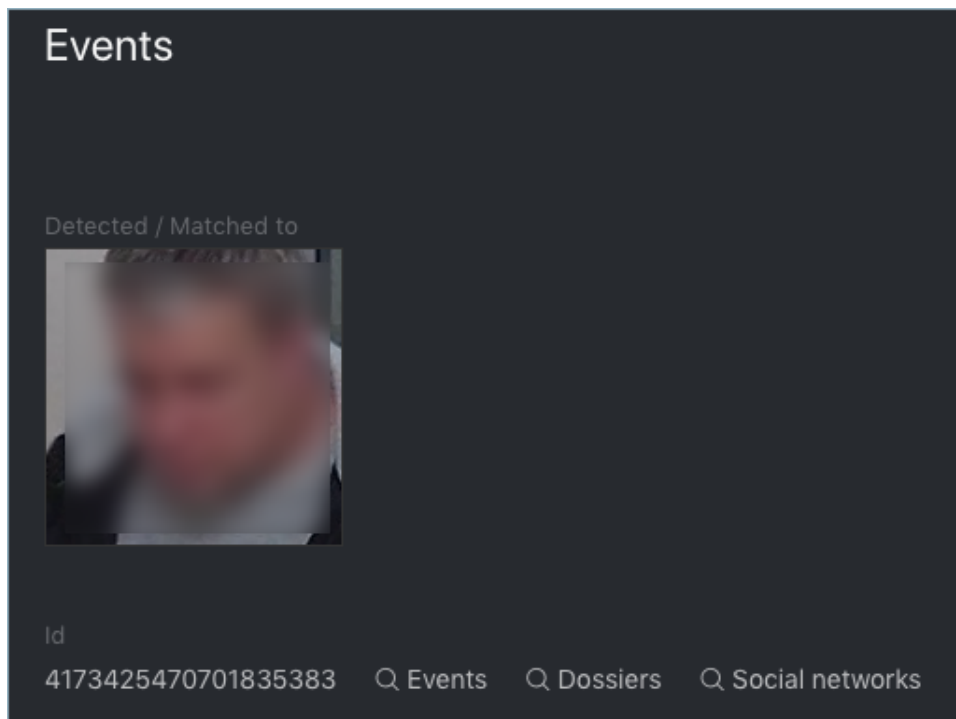 Events
Detected / Matched to
Id
4173425470701835383 Events Dossiers Social networks